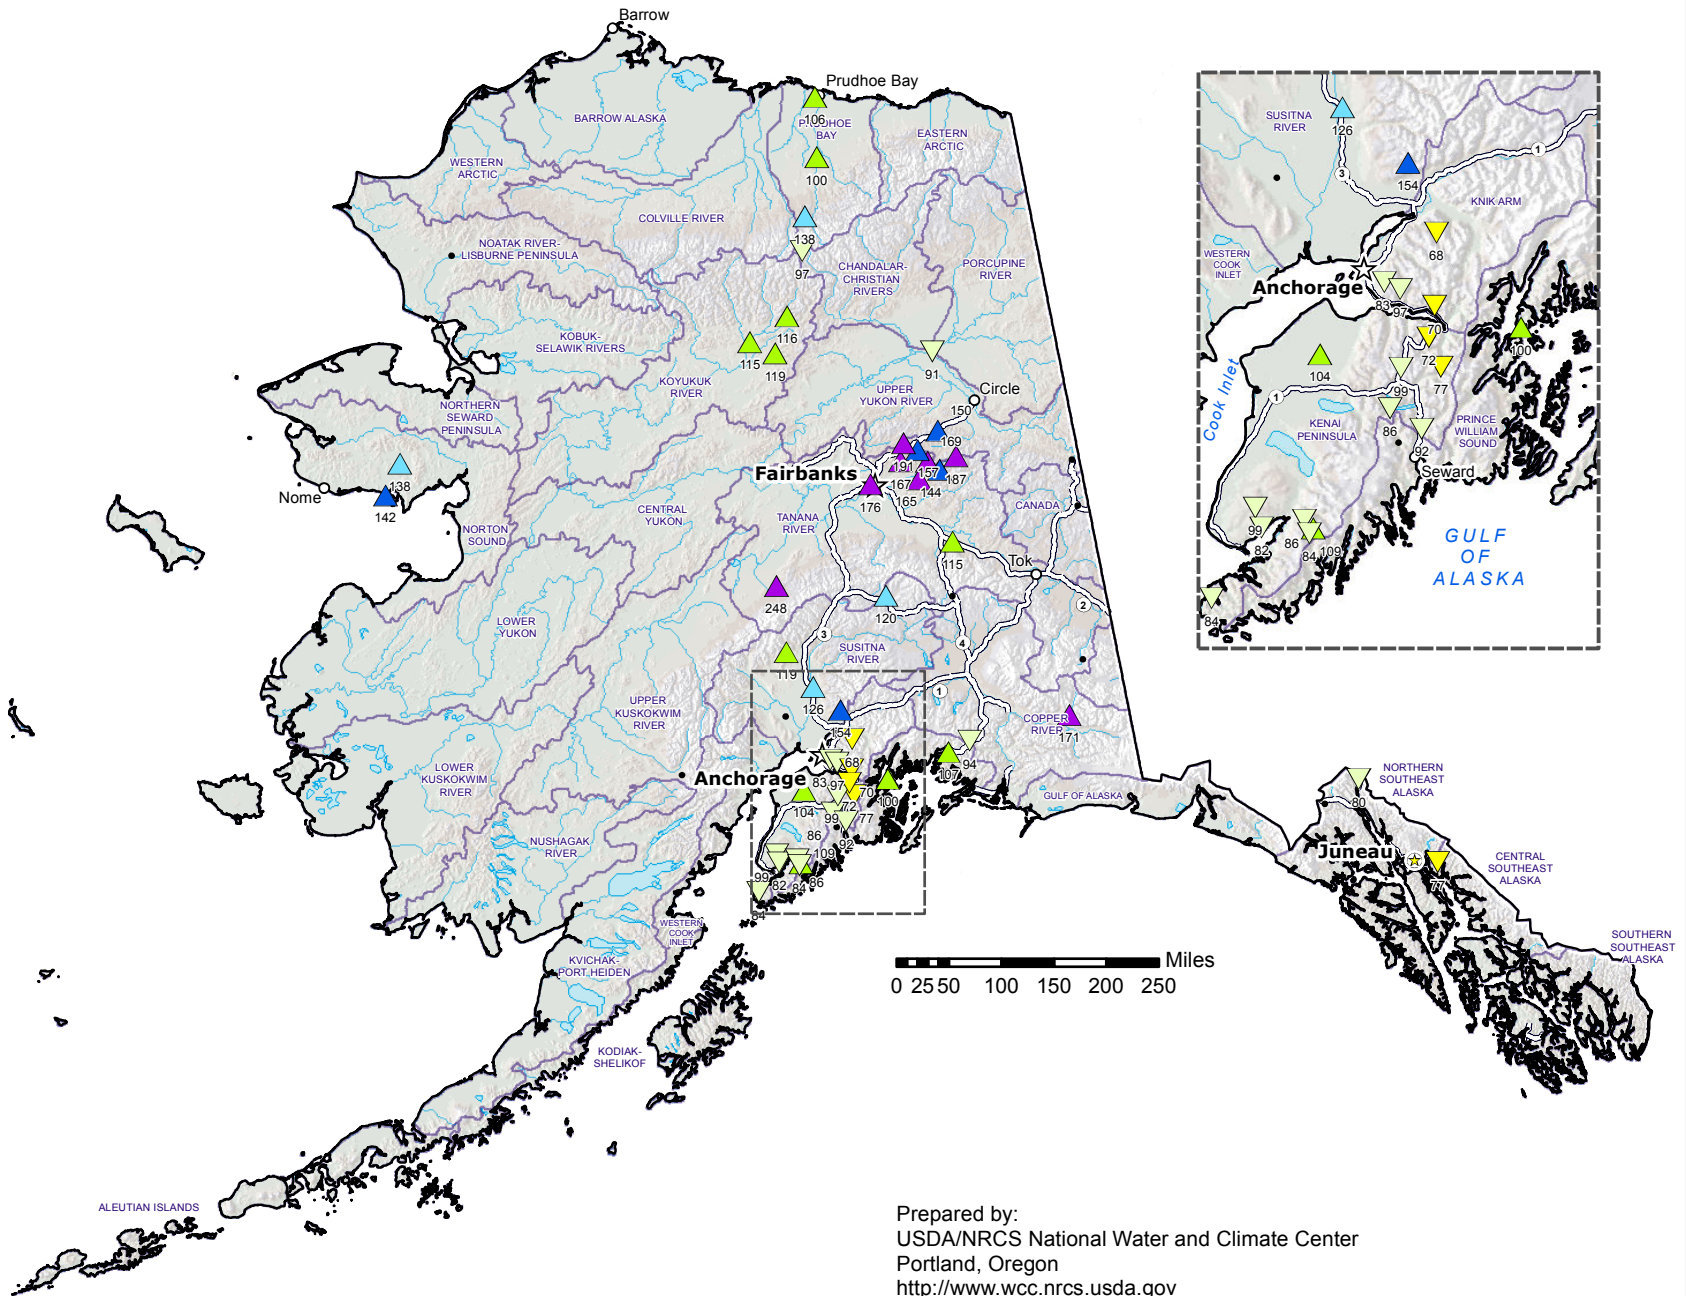 Barrow
Prudhoe Bay
106
PRUDHOE
BAY
BARROW ALASKA
EASTERN
ARCTIC
WESTERN
ARCTIC
100
COLVILLE RIVER
138
97
NOATAK RIVER-
LISBURNE PENINSULA
CHANDALAR-
CHRISTIAN
RIVERS
PORCUPINE
RIVER
116
115
119
KOBUK-
SELAWIK RIVERS
91
KOYUKUK
RIVER
UPPER
YUKON RIVER
Circle
150
NORTHERN
SEWARD
PENINSULA
169
191
157
187
Fairbanks
167
144
165
176
138
Nome
142
CENTRAL
YUKON
TANANA
RIVER
CANADA
NORTON
SOUND
115
Tok
248
120
2
LOWER
YUKON
3
4
SUSITNA
RIVER
119
126
1
UPPER
KUSKOKWIM
RIVER
154
COPPER
RIVER
171
68
94
107
LOWER
KUSKOKWIM
RIVER
Anchorage
83
97
70
100
GULF OF ALASKA
104
72
99
77
86
92
NUSHAGAK
RIVER
109
99
82
84
86
84
WESTERN
COOK
INLET
KVICHAK-
PORT HEIDEN
KODIAK-
SHELIKOF
ALEUTIAN ISLANDS
NORTHERN
SOUTHEAST
ALASKA
80
Juneau
77
CENTRAL
SOUTHEAST
ALASKA
SOUTHERN
SOUTHEAST
ALASKA
Miles
0 25 50 100 150 200 250
SUSITNA
RIVER
126
1
3
154
KNIK ARM
WESTERN
COOK
INLET
68
Anchorage
83
97
70
72
100
104
77
Cook Inlet
1
99
KENAI
PENINSULA
86
PRINCE
WILLIAM
SOUND
92
Seward
99
82
86
84
109
84
GULF
OF
ALASKA
Prepared by:
USDA/NRCS National Water and Climate Center
Portland, Oregon
http://www.wcc.nrcs.usda.gov